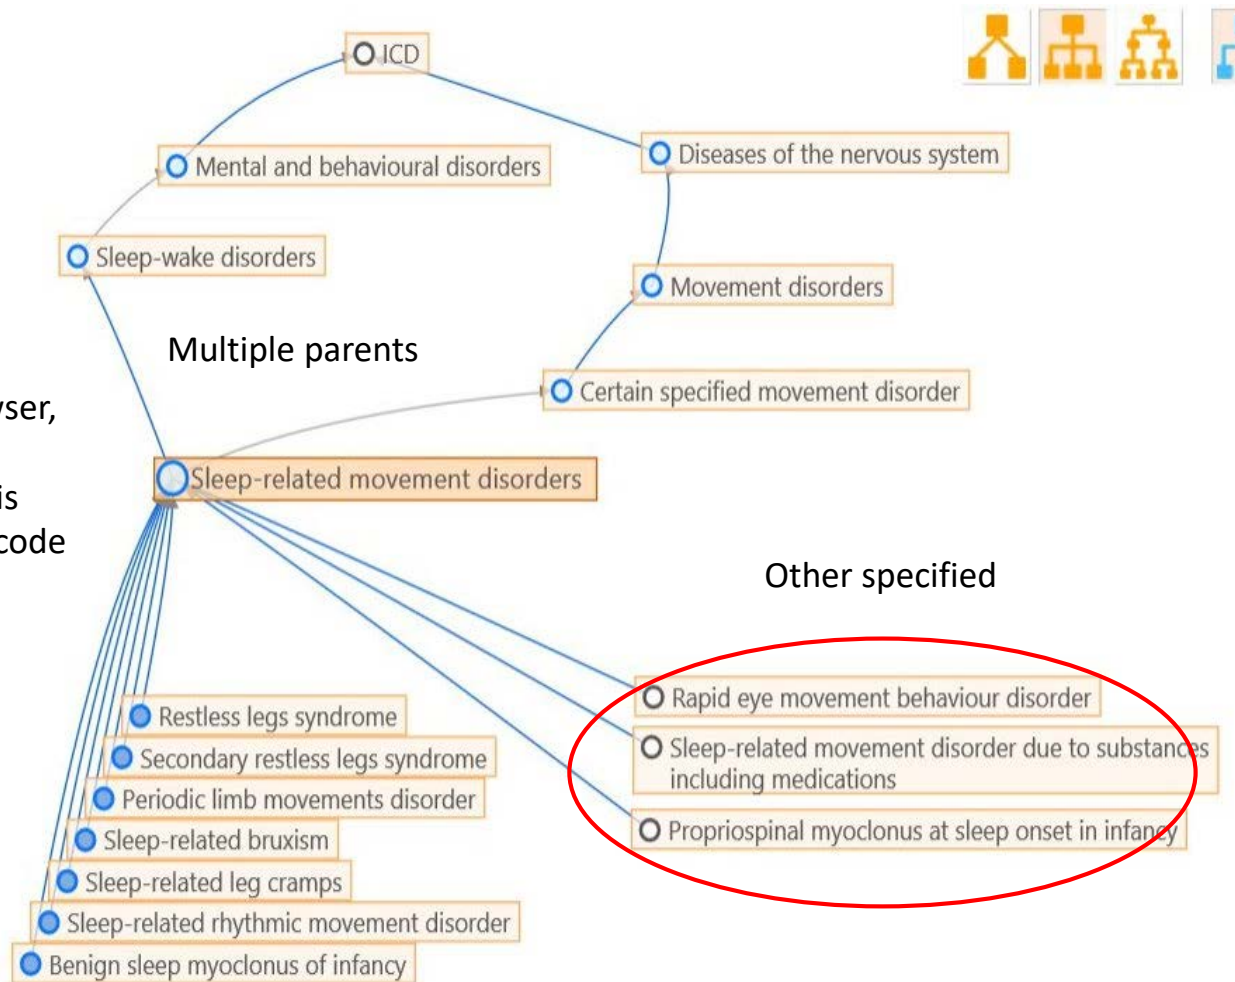 ICD
Mental and behavioural disorders
Diseases of the nervous system
Sleep-wake disorders
Movement disorders
Multiple parents
Certain specified movement disorder
Sleep-related movement disorders
is
code
Other specified
Rapid eye movement behaviour disorder
Sleep-related movement disorder due to substances
including medications
Propriospinal myoclonus at sleep onset in infancy
Restless legs syndrome
Secondary restless legs syndrome
Periodic limb movements disorder
Sleep-related bruxism
Sleep-related leg cramps
Sleep-related rhythmic movement disorder
Benign sleep myoclonus of infancy